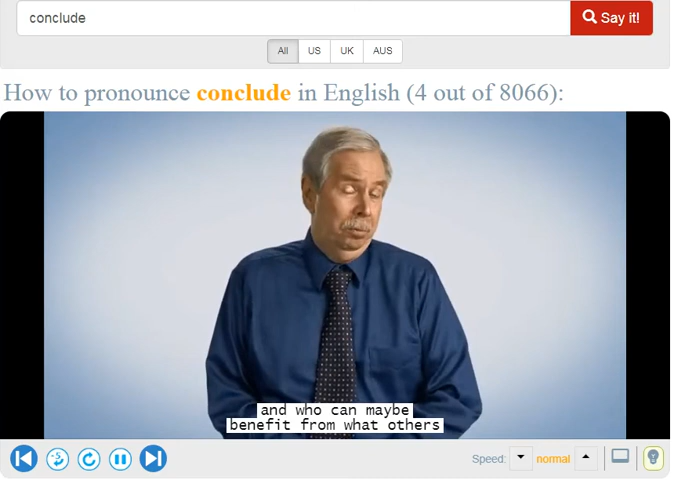 conclude
Say it!
All
US
UK
AUS
How to pronounce conclude in English (4 out of 8066):
and who can maybe
benefit from what others
5
Speed:
normal